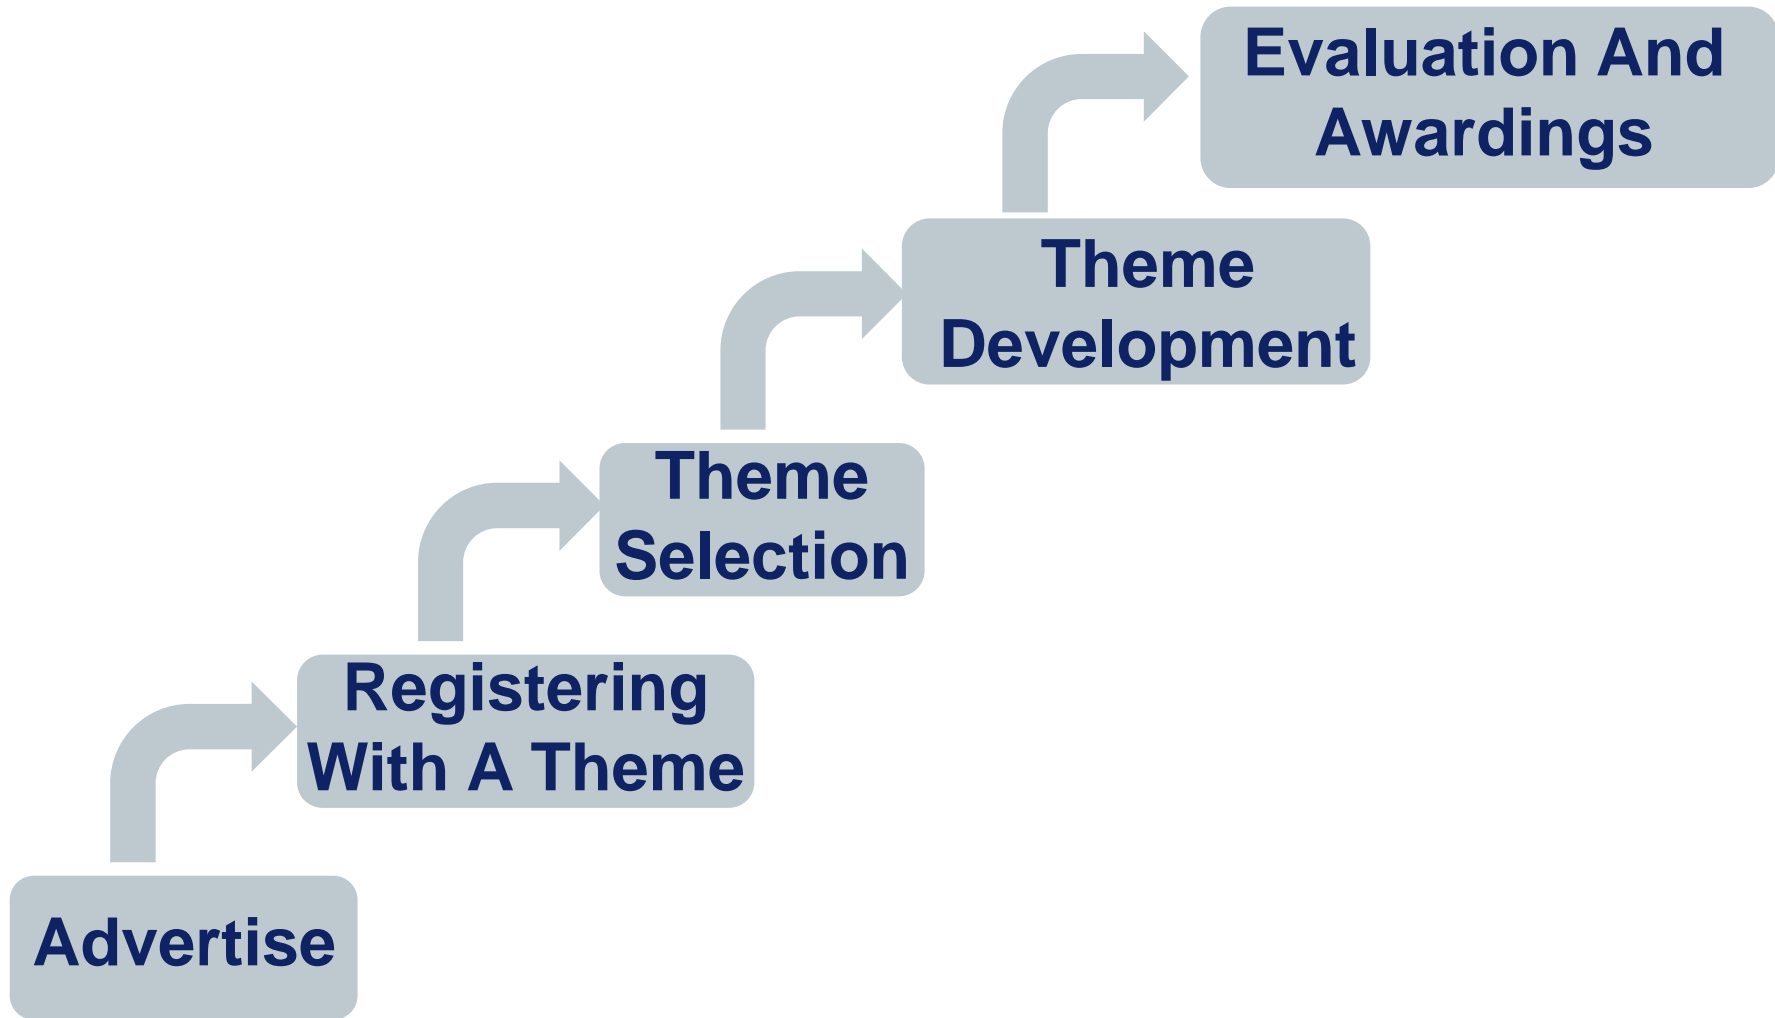 Evaluation And
Awardings
Theme
Development
Theme
Selection
Registering
With A Theme
Advertise